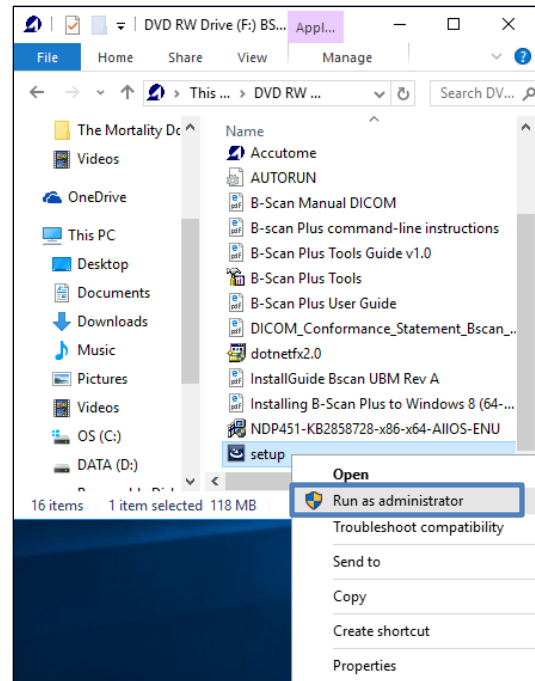 DVD RW Drive (F:) BS... Appl...
File Home Share View Manage
This ... DVD RW ... Search DV...
The Mortality Do
Videos
OneDrive
This PC
Desktop
Documents
Downloads
Music
Pictures
Videos
OS (C:)
DATA (D:)
Name
Accutome
AUTORUN
B-Scan Manual DICOM
B-scan Plus command-line instructions
B-Scan Plus Tools Guide v1.0
B-Scan Plus Tools
B-Scan Plus User Guide
DICOM_Conformance_Statement_Bscan_..
dotnetfx2.0
InstallGuide Bscan UBM Rev A
Installing B-Scan Plus to Windows 8 (64-...
NDP451-KB2858728-x86-x64-AllOS-ENU
setup
16 items 1 item selected 118 MB
Open
Run as administrator
Troubleshoot compatibility
Send to
Copy
Create shortcut
Properties